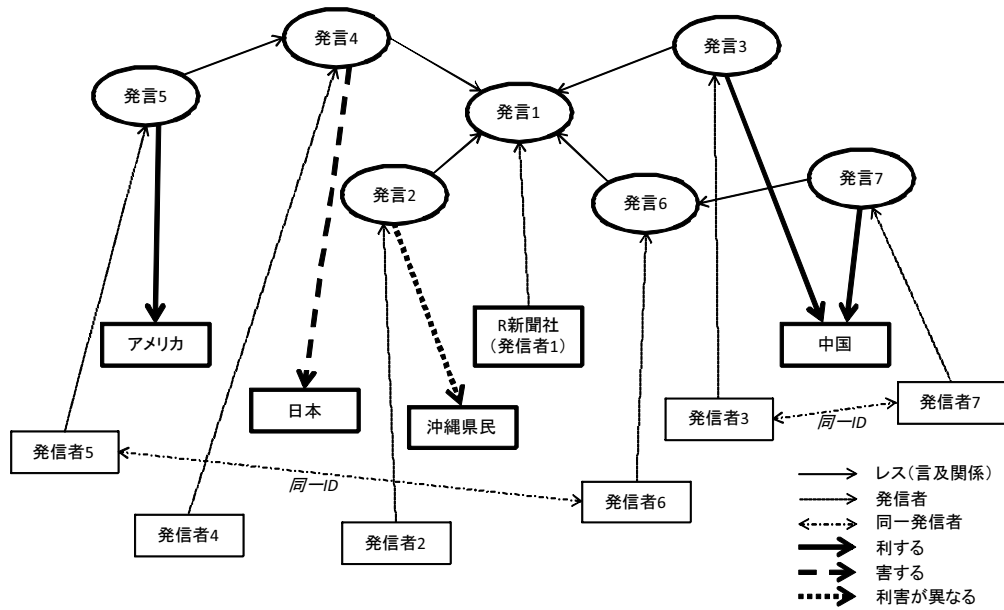 発言4
発言3
発言5
発言1
発言2
発言7
発言6
アメリカ
R新聞社
(発信者1)
中国
日本
沖縄県民
発信者3
同一ID
発信者7
発信者5
同一ID
発信者6
発信者4
発信者2
レス(言及関係)
発信者
同一発信者
利する
害する
利害が異なる